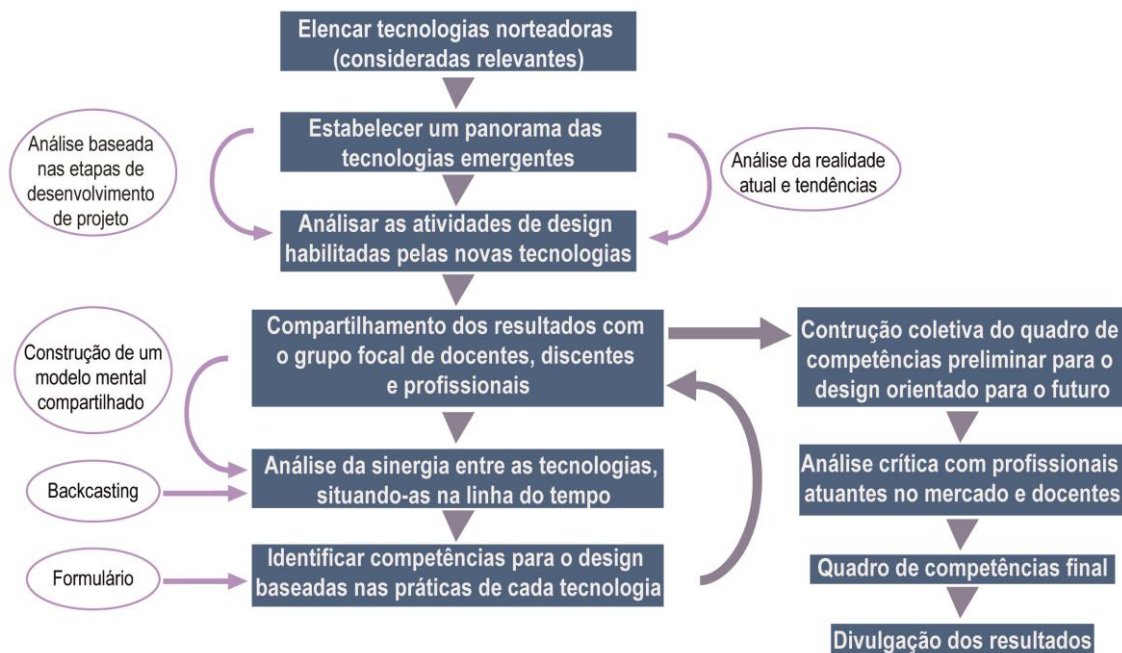 Elencar tecnologias norteadoras
(consideradas relevantes)
Estabelecer um panorama das
tecnologias emergentes
Análise baseada
nas etapas de
desenvolvimento
de projeto
Análise da realidade
atual e tendências
Análisar as atividades de design
habilitadas pelas novas tecnologias
Compartilhamento dos resultados com
o grupo focal de docentes, discentes
e profissionais
Construção de um
modelo mental
compartilhado
Análise da sinergia entre as tecnologias,
situando-as na linha do tempo
Backcasting
Identificar competências para o design
baseadas nas práticas de cada tecnologia
Formulário
Contrução coletiva do quadro de
competências preliminar para o
design orientado para o futuro
Análise crítica com profissionais
atuantes no mercado e docentes
Quadro de competências final
Divulgação dos resultados